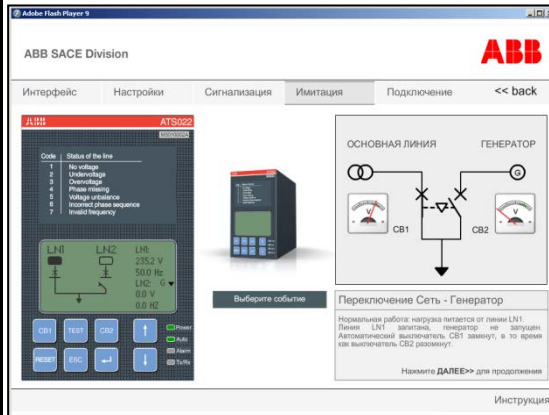 Adobe Flash Player 9
ABB SACE Division
ABB
Интерфейс
Настройки
Сигнализация
Имитация
Подключение
<< back
ABB
ATS022
Code Status of the line
1 No voltage
2 Undervoltage
3 Overvoltage
4 Phase missing
5 Voltage unbalance
6 Incorrect phase sequence
7 Invalid frequency
LN1
LN2
LN1:
235.2 V
50.0 Hz
LN2: G
0.0 V
0.0 HZ
CB1
TEST
CB2
RESET
ESC
Power
Auto
Alarm
Tx/Rx
Выберите событие
ОСНОВНАЯ ЛИНИЯ
ГЕНЕРАТОР
G
V
CB1
V
CB2
Переключение Сеть - Генератор
Нормальная работа: нагрузка питается от линии LN1.
Линия LN1 запитана, генератор не запущен.
Автоматический выключатель CB1 замкнут, в то время
как выключатель CB2 разомкнут.
Нажмите ДАЛЕЕ>> для продолжения
Инструкция